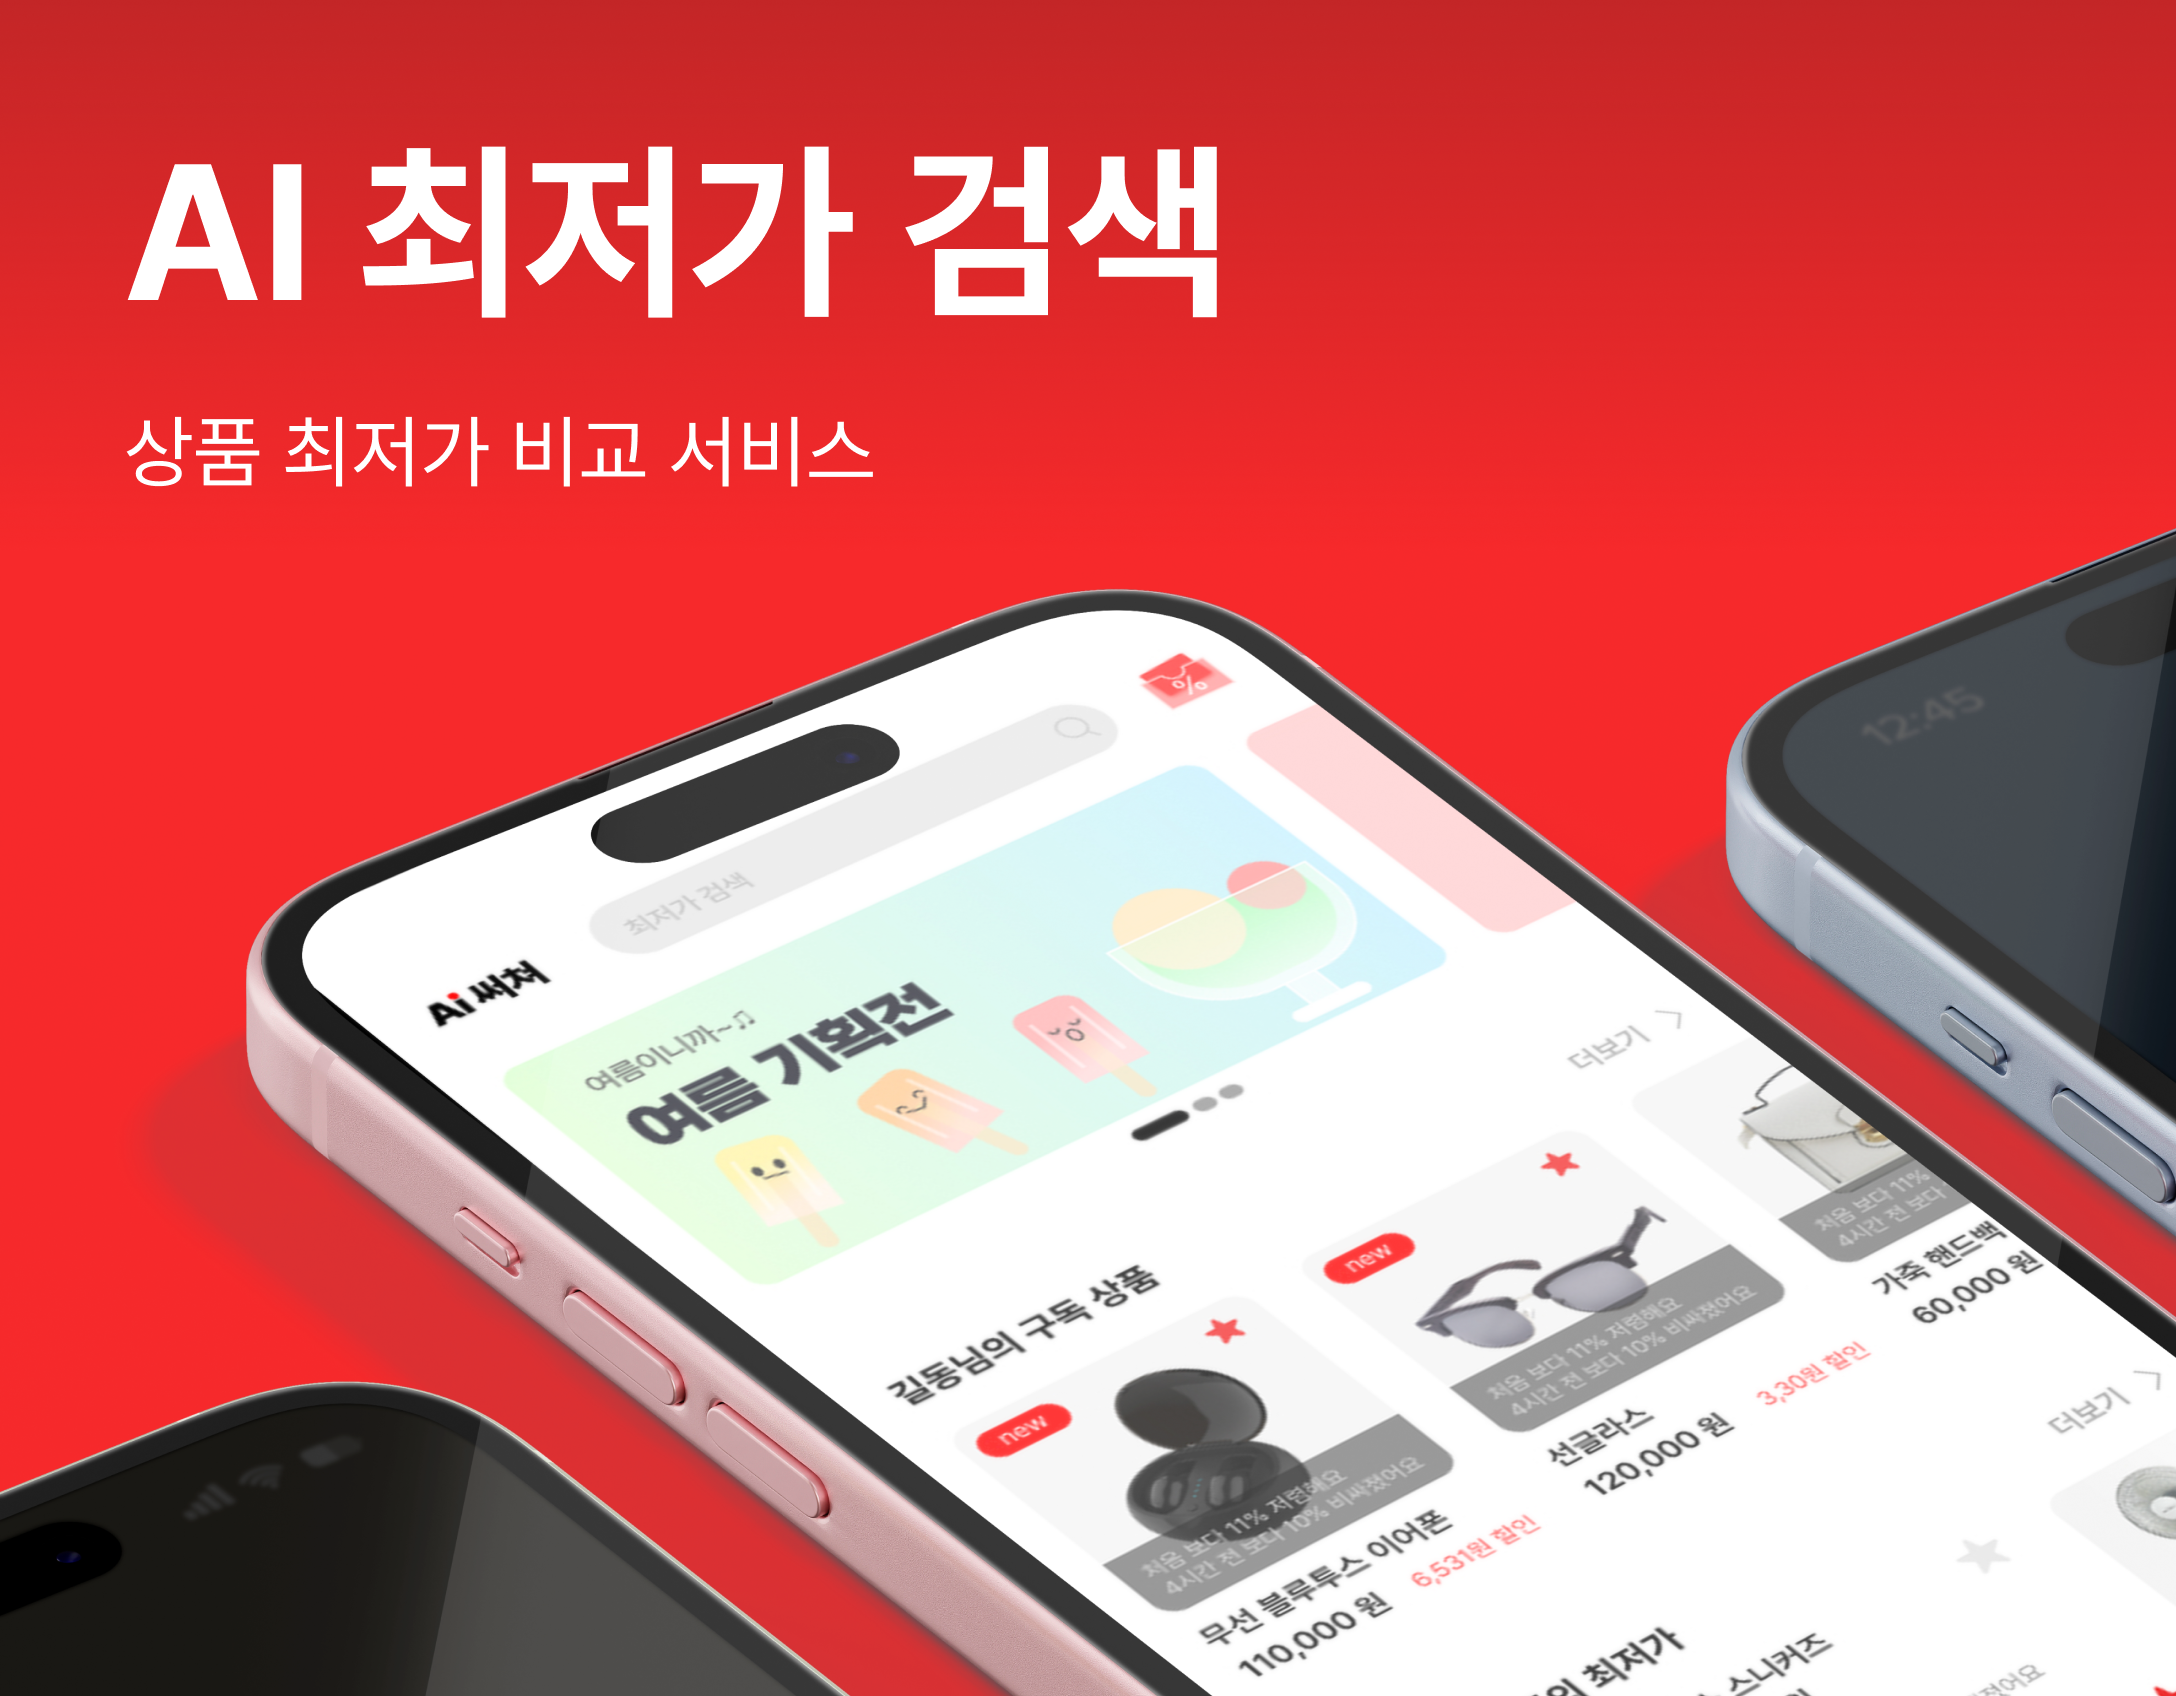 AI 최저가 검색
상품 최저가 비교 서비스
12:45
최저가 검색
Ai 써쳐
여름이니까~♫
여름 기획전
더보기
길동님의 구독 상품
new
처음 보다 11% 저렴해요
4시간 전 보다 10% 비싸졌어요
무선 블루투스 이어폰
110,000 원
6,531원 할인
new
처음 보다 11% 저렴해요
4시간 전 보다 10% 비싸졌어요
선글라스
120,000 원
3,30원 할인
처음 보다 11%
4시간 전 보다
가죽 핸드백
60,000 원
더보기
의 최저가
스니커즈
졌어요